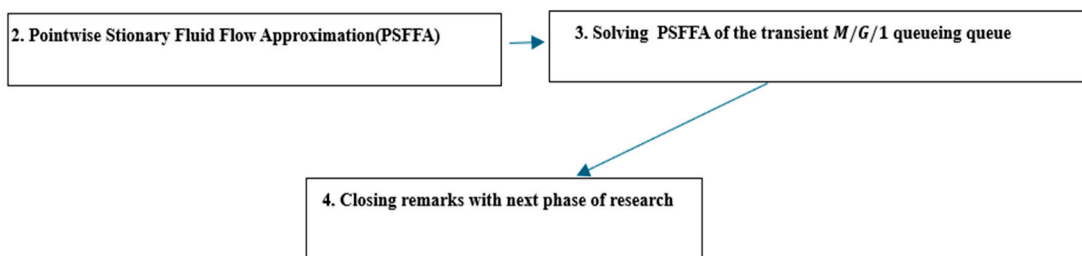 2. Pointwise Stionary Fluid Flow Approximation(PSFFA)
3. Solving PSFFA of the transient M/G/1 queueing queue
4. Closing remarks with next phase of research